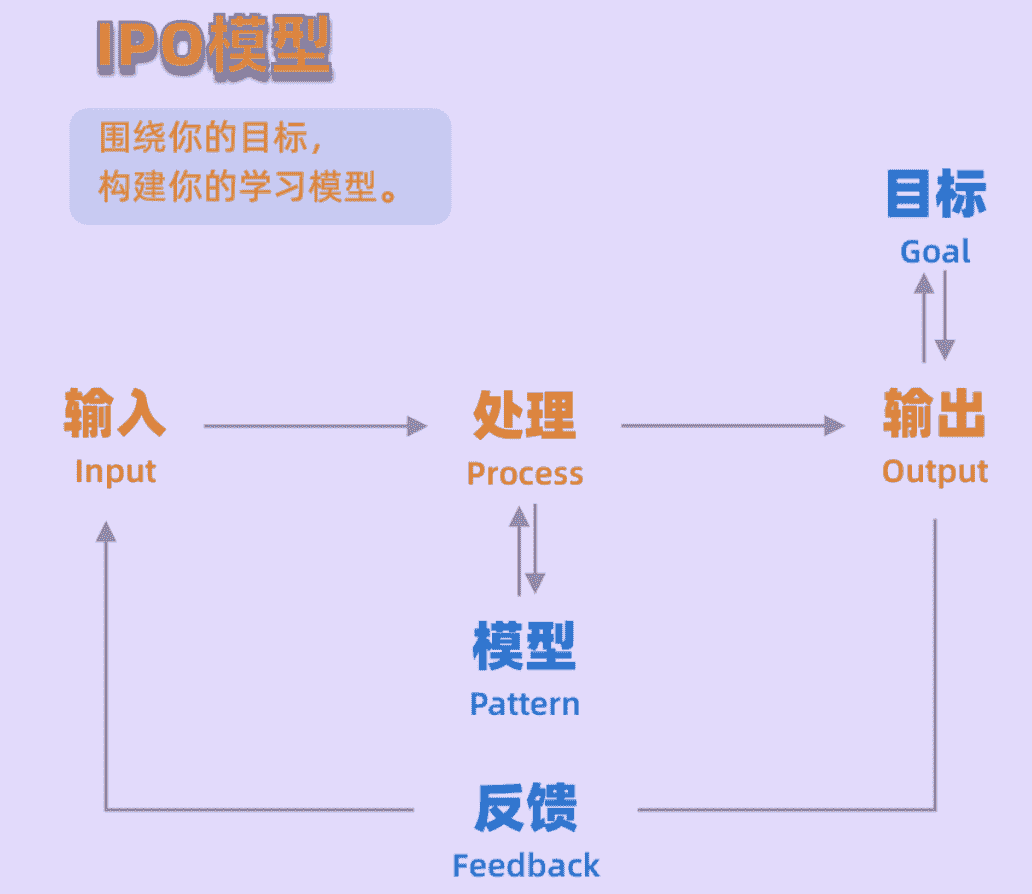 IPO模型
围绕你的目标，
构建你的学习模型。
目标
Goal
输入
Input
处理
Process
输出
Output
模型
Pattern
反馈
Feedback